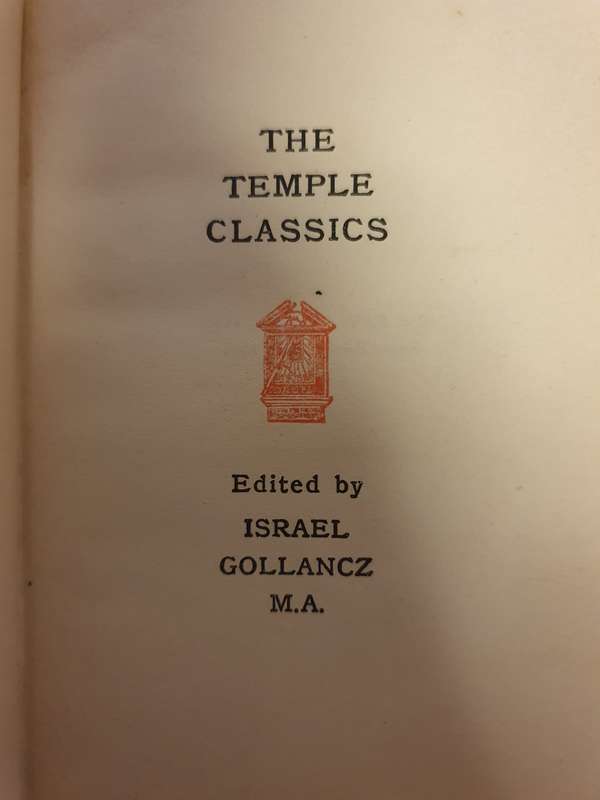 THE
TEMPLE
CLASSICS
Edited by
ISRAEL
GOLLANCZ
M.A.